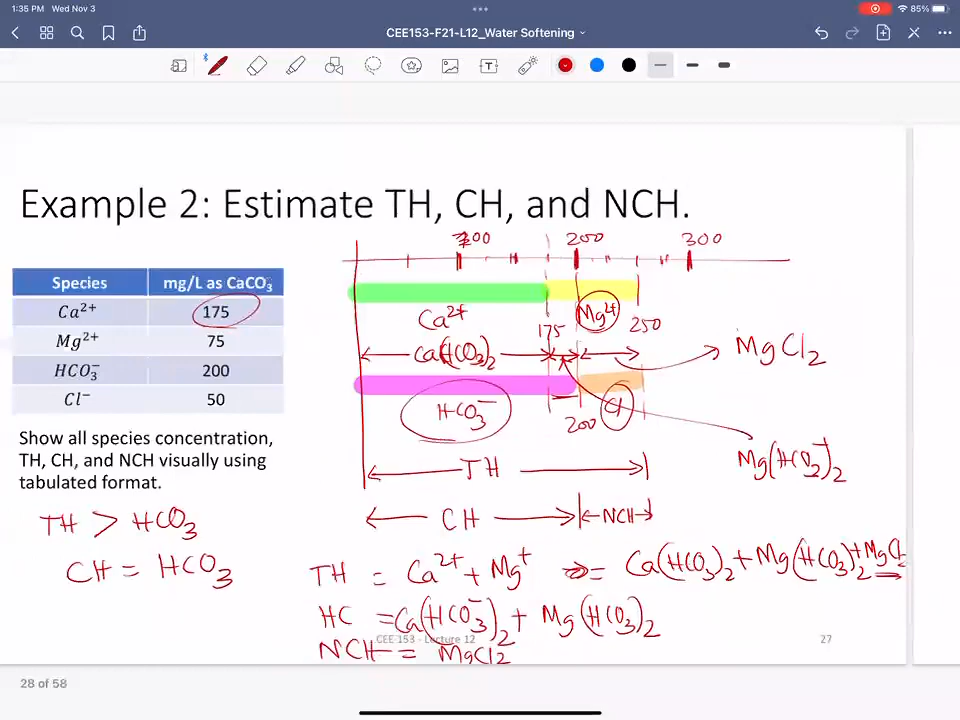 1:35 PM Wed Nov 3
85%
CEE153-F21-L12_Water Softening
Example 2: Estimate TH, CH, and NCH.
Species mg/L as CaCO₃
Ca²⁺ 175
Mg²⁺ 75
HCO₃⁻ 200
Cl⁻ 50
Show all species concentration,
TH, CH, and NCH visually using
tabulated format.
TH > HCO₃
CH = HCO₃
200 300
Ca²⁺ 175 Mg²⁺ 250
Ca(HCO₃)₂ MgCl2
HCO₃⁻ 200 Cl
Mg(HCO₂⁻)₂
TH
CH NCH
TH = Ca²⁺ + Mg⁺ = Ca(HCO₃)₂ + Mg(HCO₃)₂ + MgCl
HC = Ca(HCO₃⁻)₂ + Mg(HCO₃)₂
NCH = MgCl2
CEE-153 - Lecture 12
27
28 of 58